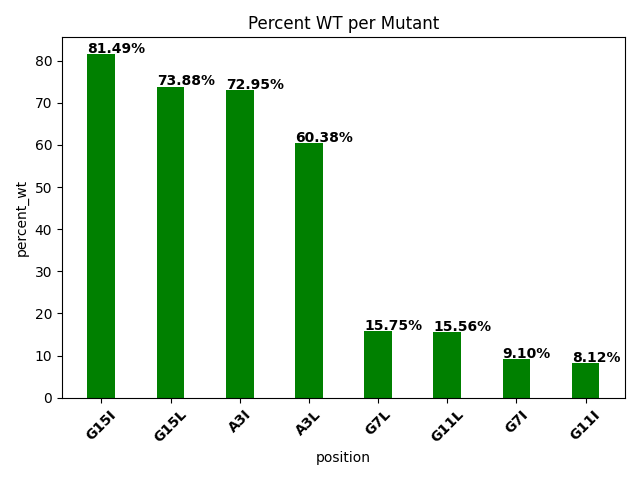 Percent WT per Mutant
percent_wt
80
70
60
50
40
30
20
10
0
81.49%
73.88%
72.95%
60.38%
15.75%
15.56%
9.10%
8.12%
G15I
G15L
A3I
A3L
G7L
G11L
G7I
G11I
position